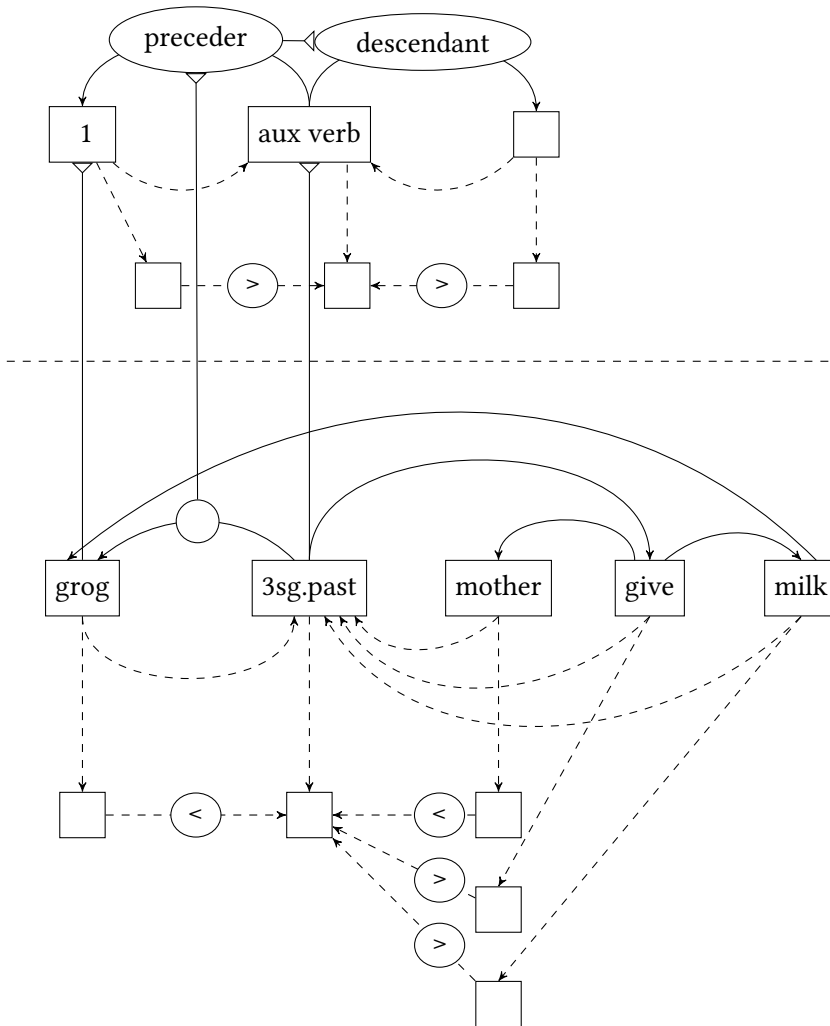 preceder
descendant
1
aux verb
> >
grog
3sg.past
mother
give
milk
< <
>
>